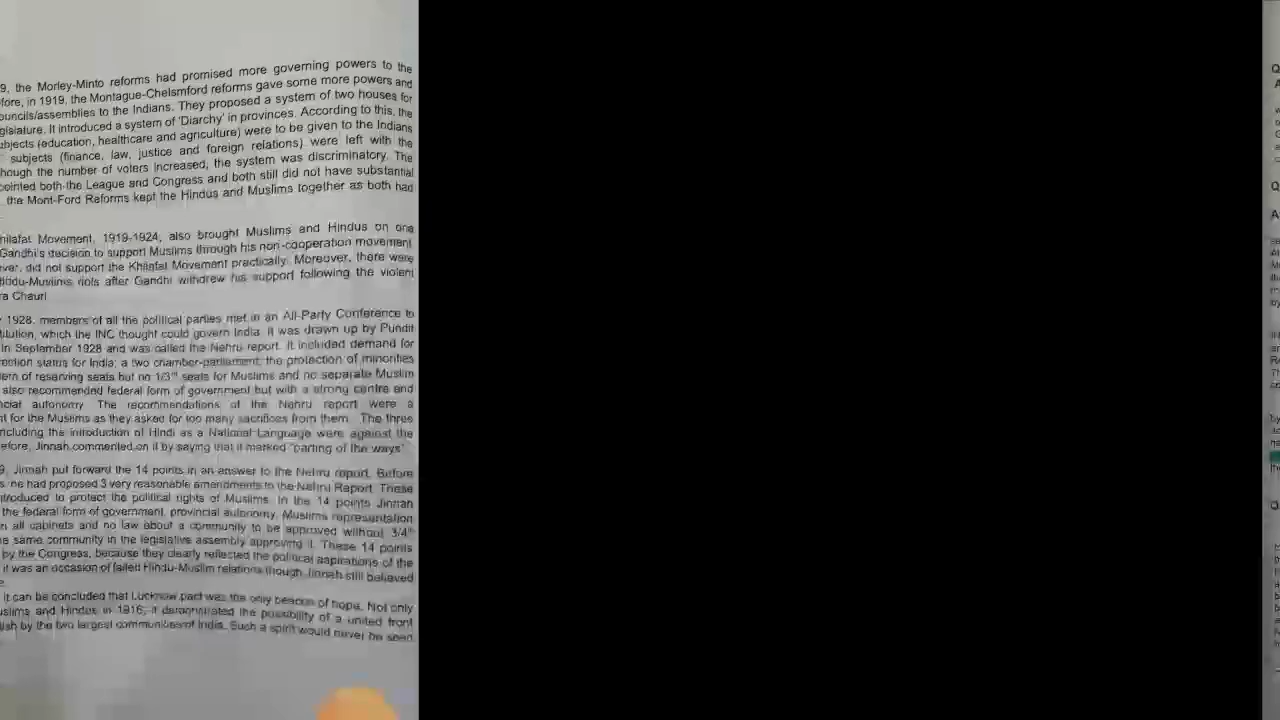 9, the Morley-Minto reforms had promised more governing powers to the
fore, in 1919, the Montague-Chelsmford reforms gave some more powers and
ouncils/assemblies to the Indians. They proposed a system of two houses for
gislature. It introduced a system of 'Diarchy' in provinces. According to this, the
ubjects (education, healthcare and agriculture) were to be given to the Indians
subjects (finance, law, justice and foreign relations) were left with the
hough the number of voters increased, the system was discriminatory. The
pointed both the League and Congress and both still did not have substantial
the Mont-Ford Reforms kept the Hindus and Muslims together as both had
hilafat Movement, 1919-1924, also brought Muslims and Hindus on one
Gandhi's decision to support Muslims through his non-cooperation movement
ever, did not support the Khilafat Movement practically. Moreover, there were
Hindu-Muslims riots after Gandhi withdrew his support following the violent
ra Chauri
1928, members of all the political parties met in an All-Party Conference to
titution, which the INC thought could govern India. It was drawn up by Pundit
in September 1928 and was called the Nehru report. It included demand for
minion status for India; a two chamber-parliament; the protection of minorities
tem of reserving seats but no 1/3rd seats for Muslims and no separate Muslim
also recommended federal form of government but with a strong centre and
ncial autonomy. The recommendations of the Nehru report were a
nt for the Muslims as they asked for too many sacrifices from them. The three
including the introduction of Hindi as a National Language were against the
efore, Jinnah commented on it by saying that it marked "parting of the ways"
9, Jinnah put forward the 14 points in an answer to the Nehru report. Before
s, he had proposed 3 very reasonable amendments to the Nehru Report. These
ntroduced to protect the political rights of Muslims. In the 14 points Jinnah
the federal form of government, provincial autonomy, Muslims representation
n all cabinets and no law about a community to be approved without 3/4th
he same community in the legislative assembly approving it. These 14 points
by the Congress, because they clearly reflected the political aspirations of the
it was an occasion of failed Hindu-Muslim relations though Jinnah still believed
e.
it can be concluded that Lucknow pact was the only beacon of hope. Not only
uslims and Hindus in 1916, it demonstrated the possibility of a united front
tish by the two largest communities of India. Such a spirit would never be seen